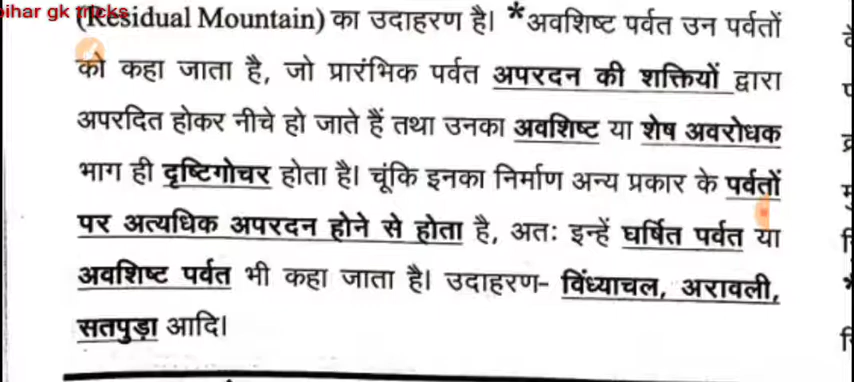 bihar gk tricks
(Residual Mountain) का उदाहरण है। *अवशिष्ट पर्वत उन पर्वतों
को कहा जाता है, जो प्रारंभिक पर्वत अपरदन की शक्तियों द्वारा
अपरदित होकर नीचे हो जाते हैं तथा उनका अवशिष्ट या शेष अवरोधक
भाग ही दृष्टिगोचर होता है। चूंकि इनका निर्माण अन्य प्रकार के पर्वतों
पर अत्यधिक अपरदन होने से होता है, अतः इन्हें घर्षित पर्वत या
अवशिष्ट पर्वत भी कहा जाता है। उदाहरण- विंध्याचल, अरावली,
सतपुड़ा आदि।